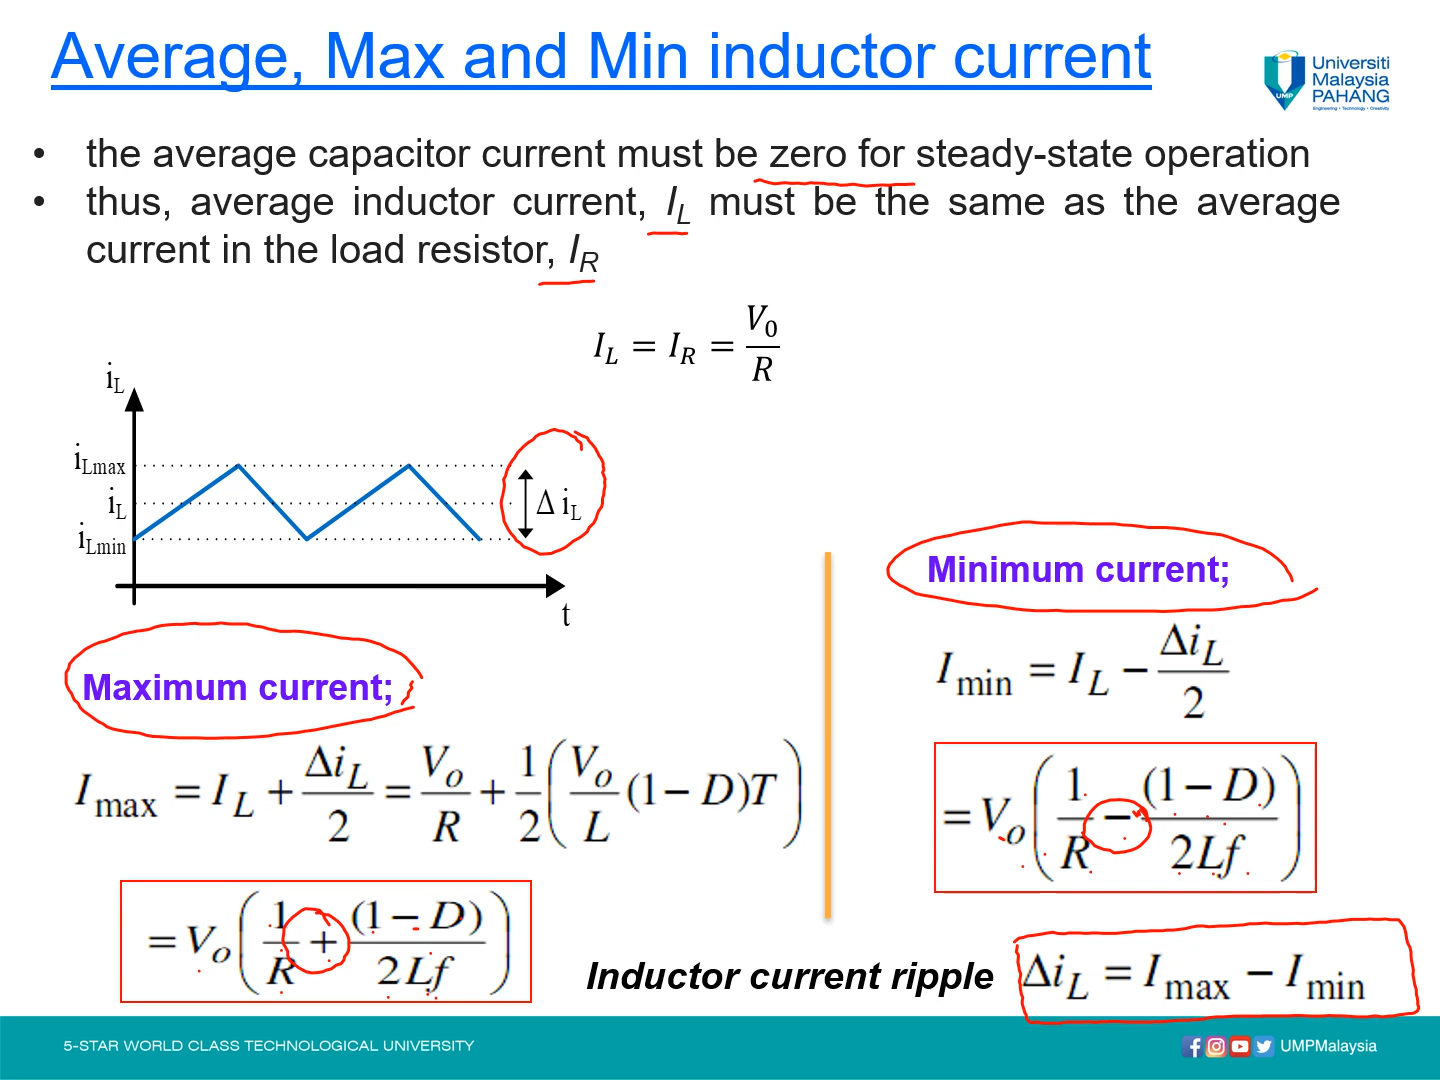 Average, Max and Min inductor current
Universiti
Malaysia
PAHANG
UMP
Engineering • Technology • Creativity
• the average capacitor current must be zero for steady-state operation
• thus, average inductor current, I_L must be the same as the average
current in the load resistor, I_R
I_L = I_R = V_0 / R
i_L
i_Lmax
i_L
i_Lmin
Δ i_L
t
Maximum current;
I_max = I_L + Δi_L / 2 = V_o / R + 1/2 (V_o / L (1 − D)T)
= V_o (1 / R + (1 − D) / 2Lf)
Minimum current;
I_min = I_L − Δi_L / 2
= V_o (1 / R − (1 − D) / 2Lf)
Inductor current ripple Δi_L = I_max − I_min
5-STAR WORLD CLASS TECHNOLOGICAL UNIVERSITY
UMPMalaysia